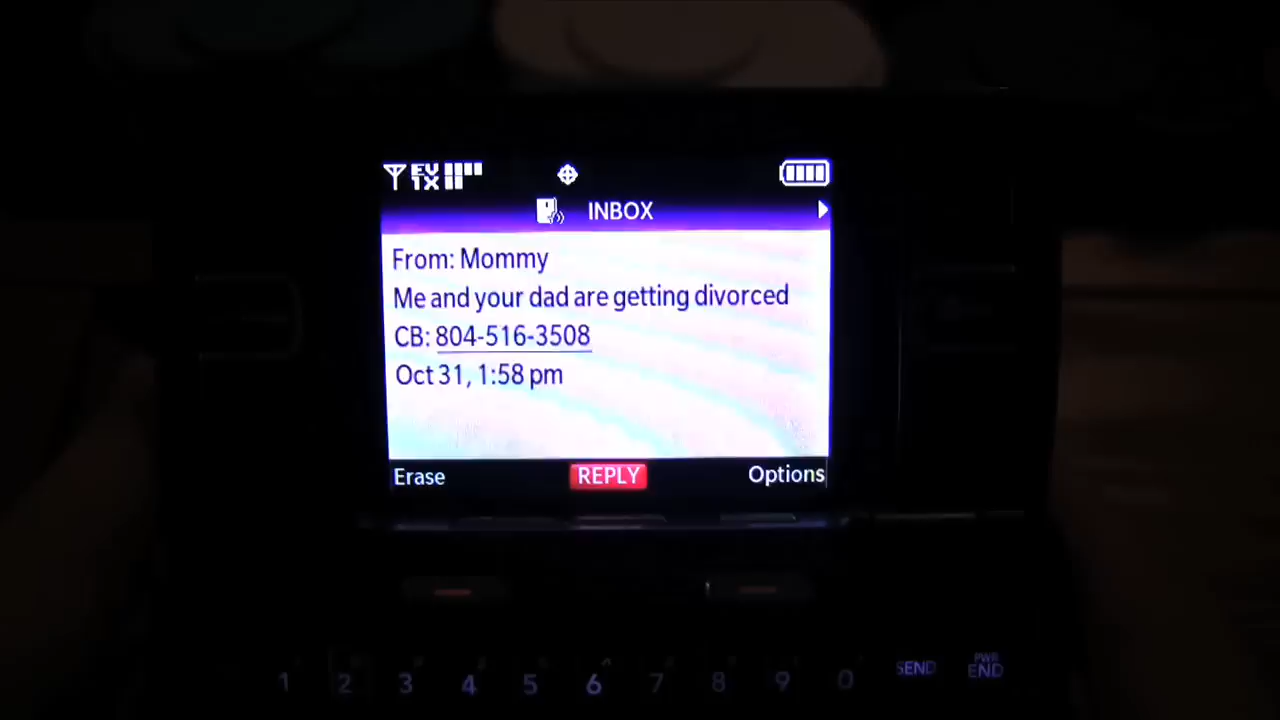 EV
1X
INBOX
From: Mommy
Me and your dad are getting divorced
CB: 804-516-3508
Oct 31, 1:58 pm
Erase REPLY Options
1 2 3 4 5 6 7 8 9 0 SEND PWR END